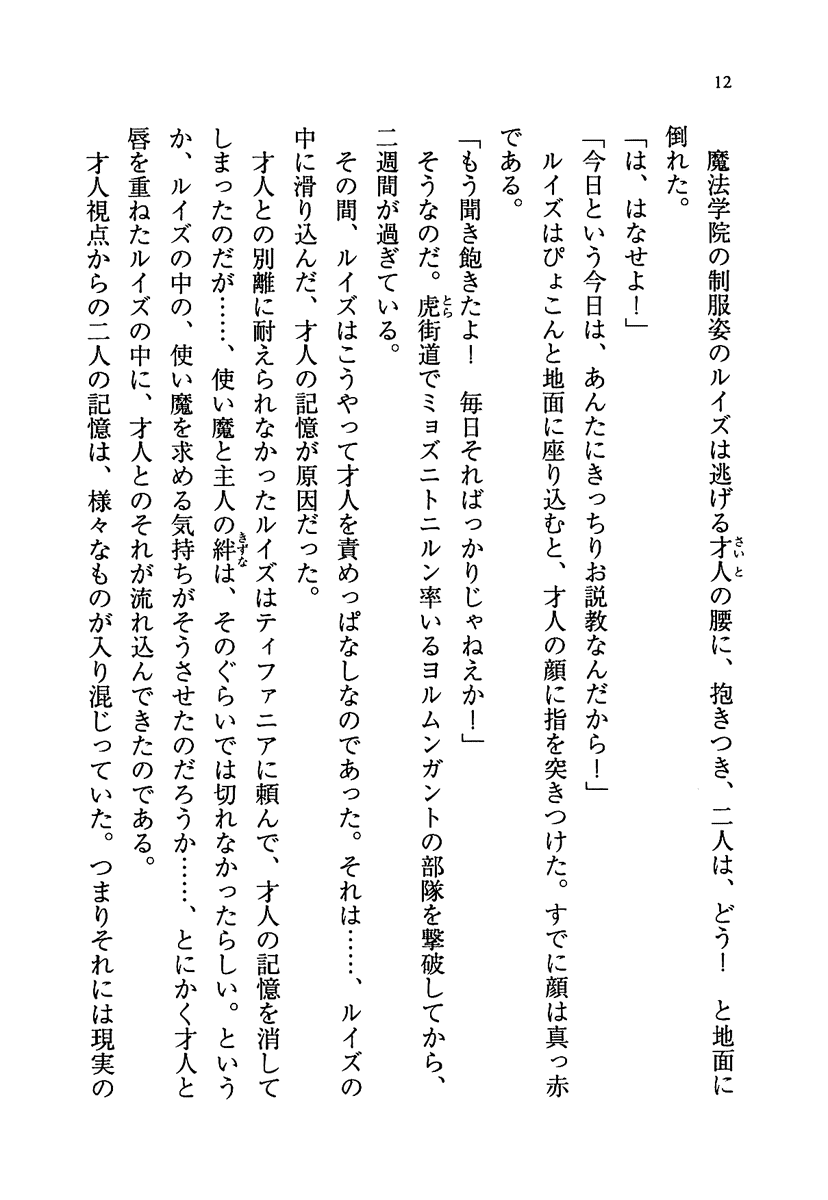 12
魔法学院の制服姿のルイズは逃げる才人の腰に、抱きつき、二人は、どう！　と地面に
倒れた。
「は、はなせよ！」
「今日という今日は、あんたにきっちりお説教なんだから！」
ルイズはぴょこんと地面に座り込むと、才人の顔に指を突きつけた。すでに顔は真っ赤
である。
「もう聞き飽きたよ！　毎日そればっかりじゃねえか！」
そうなのだ。虎街道でミョズニトニルン率いるヨルムンガントの部隊を撃破してから、
二週間が過ぎている。
その間、ルイズはこうやって才人を責めっぱなしなのであった。それは……、ルイズの
中に滑り込んだ、才人の記憶が原因だった。
才人との別離に耐えられなかったルイズはティファニアに頼んで、才人の記憶を消して
しまったのだが……、使い魔と主人の絆は、そのぐらいでは切れなかったらしい。という
か、ルイズの中の、使い魔を求める気持ちがそうさせたのだろうか……、とにかく才人と
唇を重ねたルイズの中に、才人とのそれが流れ込んできたのである。
才人視点からの二人の記憶は、様々なものが入り混じっていた。つまりそれには現実の